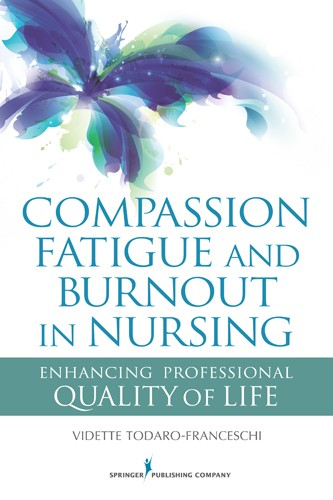 COMPASSION
FATIGUE AND
BURNOUT
IN NURSING
ENHANCING PROFESSIONAL
QUALITY OF LIFE
VIDETTE TODARO-FRANCESCHI
SPRINGER PUBLISHING COMPANY